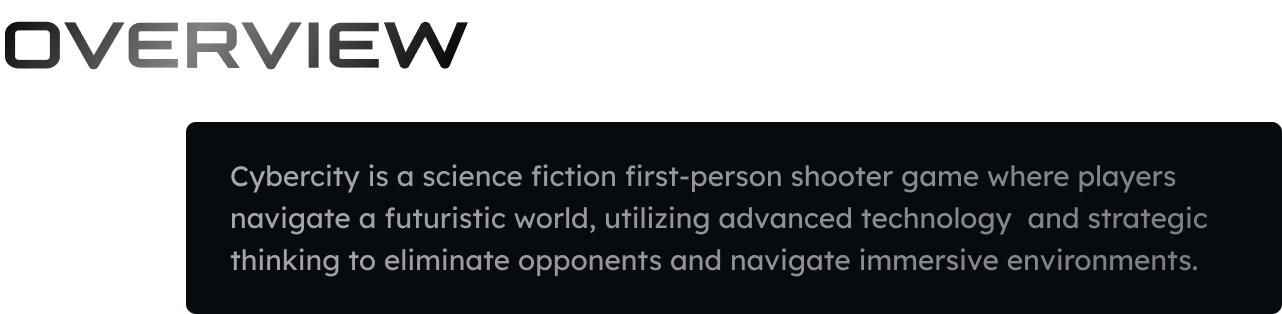 OVERVIEW
Cybercity is a science fiction first-person shooter game where players
navigate a futuristic world, utilizing advanced technology  and strategic
thinking to eliminate opponents and navigate immersive environments.